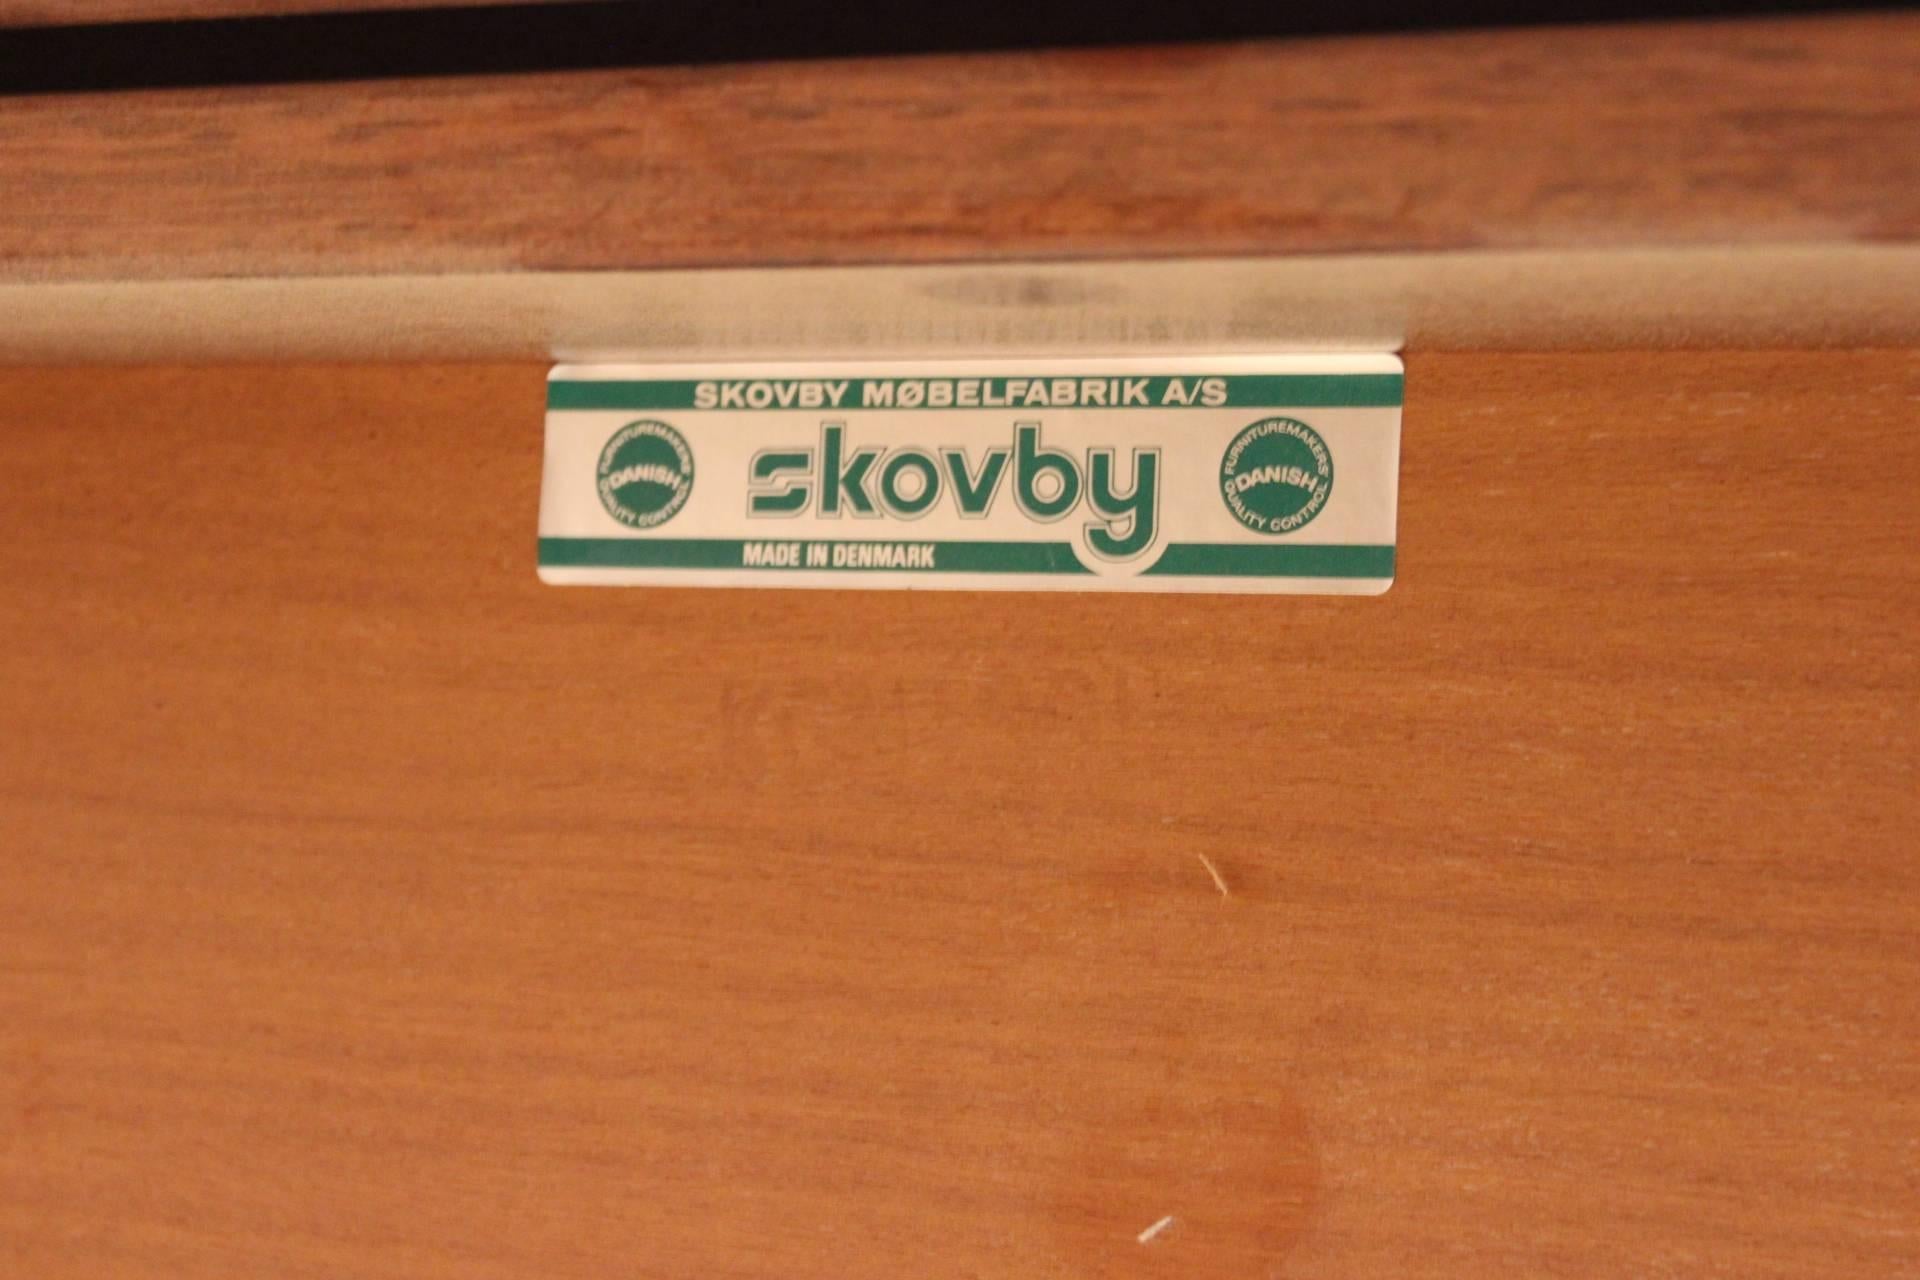 SKOVBY MØBELFABRIK A/S
FURNITUREMAKERS'
DANISH
QUALITY CONTROL
skovby
FURNITUREMAKERS'
DANISH
QUALITY CONTROL
MADE IN DENMARK